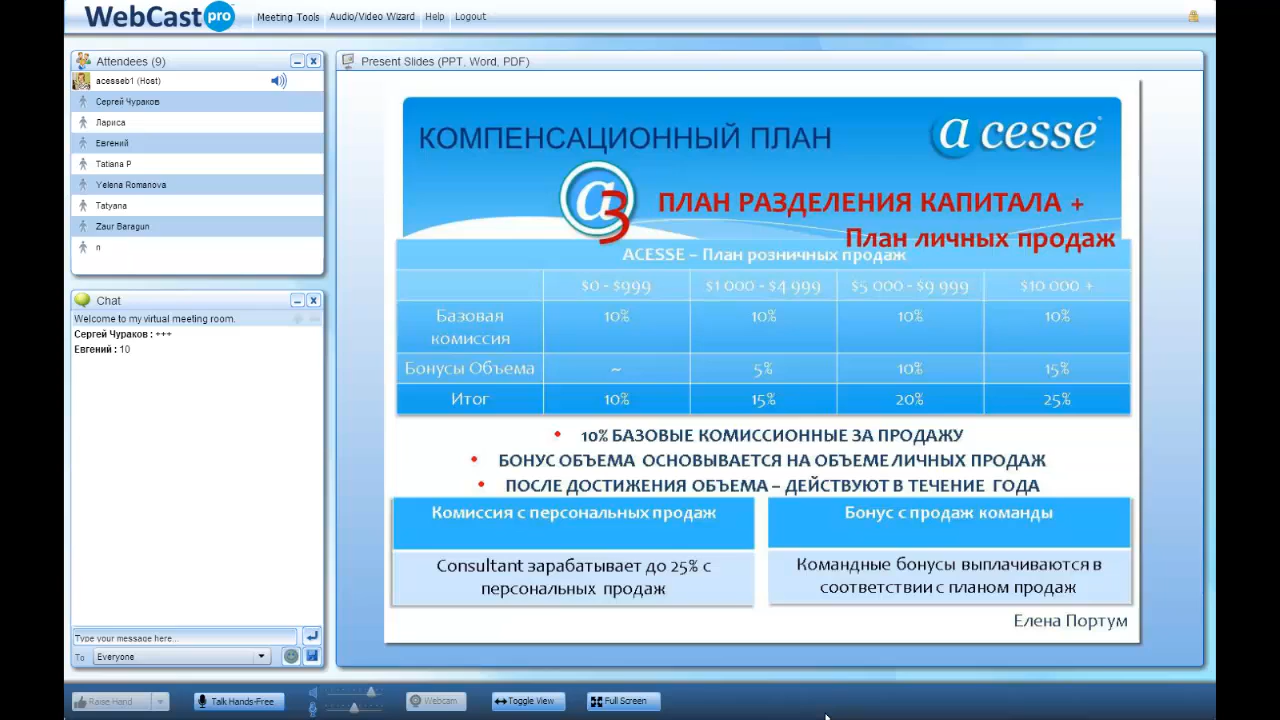 WebCast pro
Meeting Tools Audio/Video Wizard Help Logout
Attendees (9)
acesseb1 (Host)
Сергей Чураков
Лариса
Евгений
Tatiana P
Yelena Romanova
Tatyana
Zaur Baragun
n
Chat
Welcome to my virtual meeting room.
Сергей Чураков : +++
Евгений : 10
Type your message here...
To Everyone
Present Slides (PPT, Word, PDF)
КОМПЕНСАЦИОННЫЙ ПЛАН
a cesse
@3
ПЛАН РАЗДЕЛЕНИЯ КАПИТАЛА +
План личных продаж
ACESSE – План розничных продаж
$0 - $999 $1 000 - $4 999 $5 000 - $9 999 $10 000 +
Базовая комиссия 10% 10% 10% 10%
Бонусы Объема ~ 5% 10% 15%
Итог 10% 15% 20% 25%
• 10% БАЗОВЫЕ КОМИССИОННЫЕ ЗА ПРОДАЖУ
• БОНУС ОБЪЕМА ОСНОВЫВАЕТСЯ НА ОБЪЕМЕ ЛИЧНЫХ ПРОДАЖ
• ПОСЛЕ ДОСТИЖЕНИЯ ОБЪЕМА – ДЕЙСТВУЮТ В ТЕЧЕНИЕ ГОДА
Комиссия с персональных продаж
Consultant зарабатывает до 25% с
персональных продаж
Бонус с продаж команды
Командные бонусы выплачиваются в
соответствии с планом продаж
Елена Портум
Raise Hand Talk Hands-Free Webcam Toggle View Full Screen